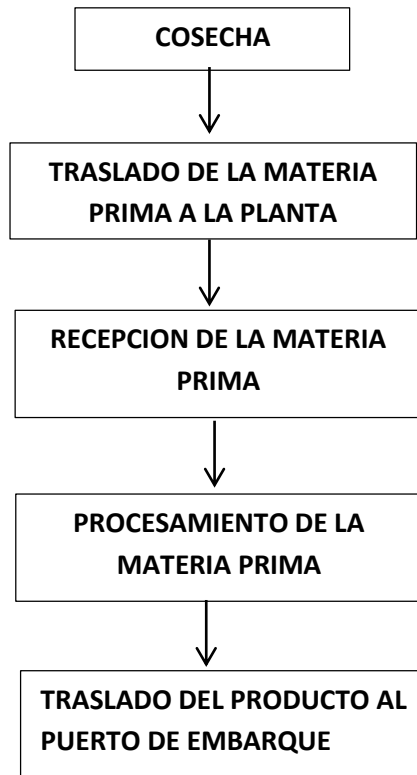 COSECHA
TRASLADO DE LA MATERIA
PRIMA A LA PLANTA
RECEPCION DE LA MATERIA
PRIMA
PROCESAMIENTO DE LA
MATERIA PRIMA
TRASLADO DEL PRODUCTO AL
PUERTO DE EMBARQUE